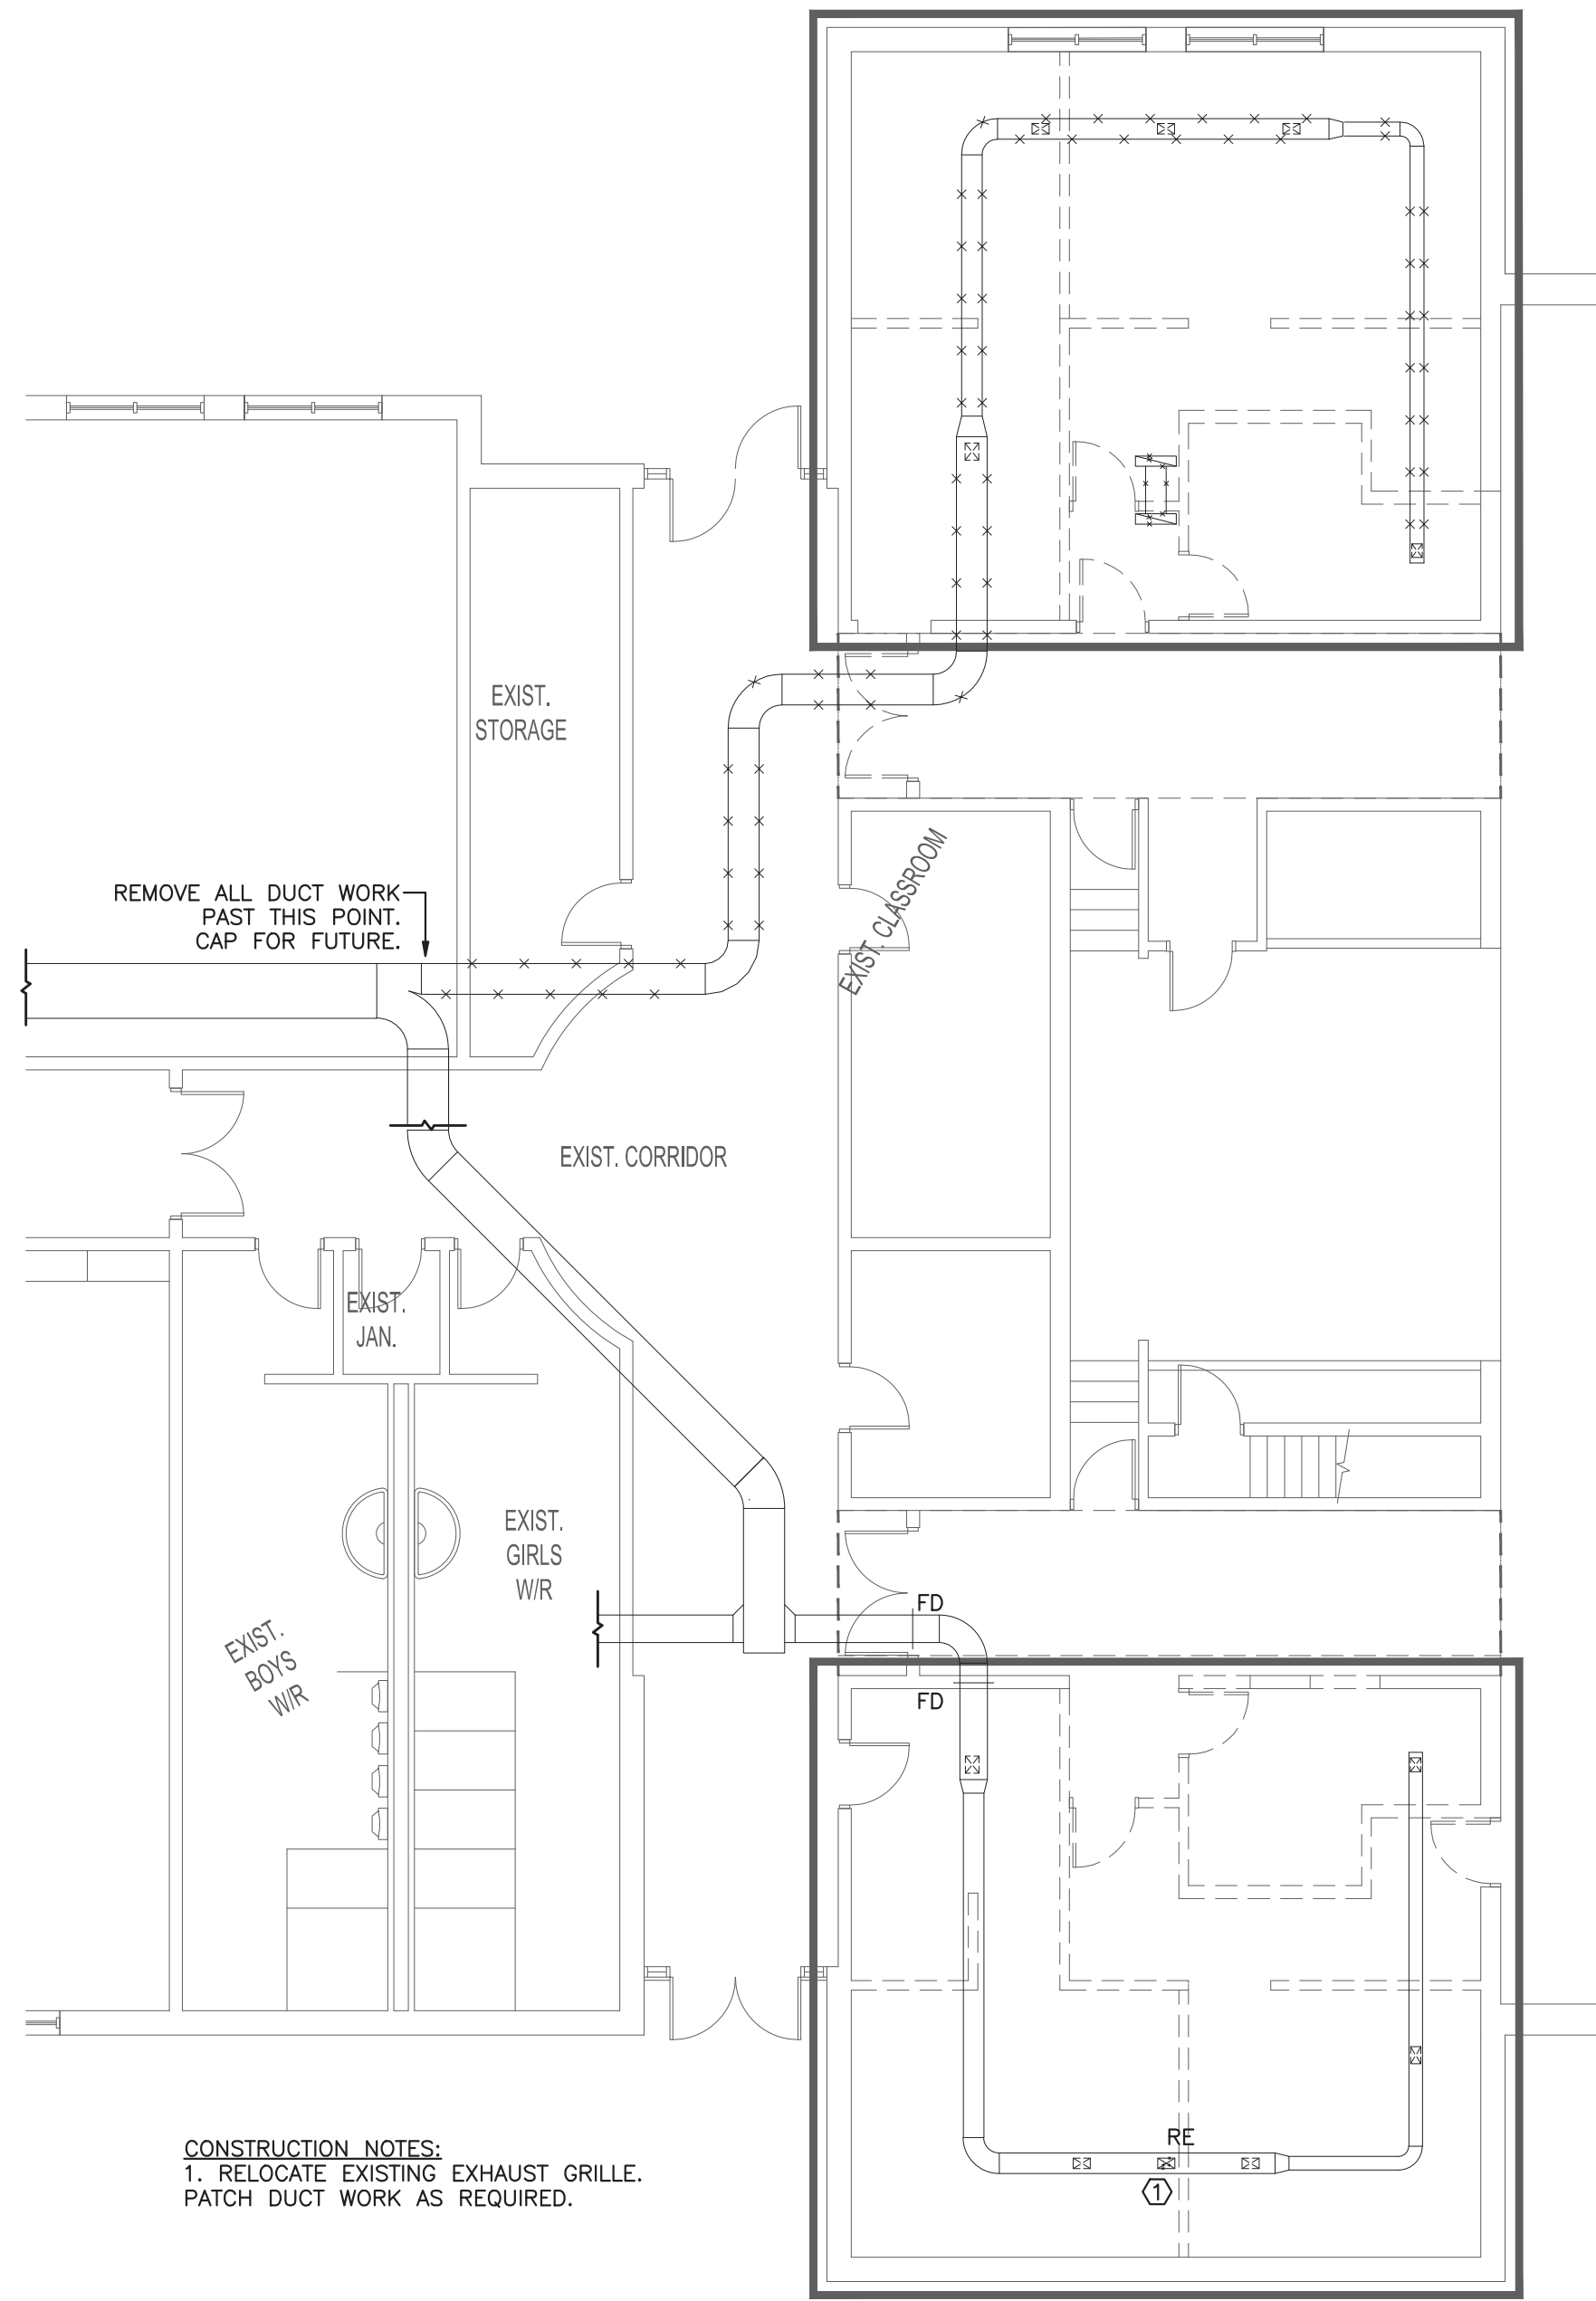 EXIST.
STORAGE
REMOVE ALL DUCT WORK
PAST THIS POINT.
CAP FOR FUTURE.
EXIST. CLASSROOM
EXIST. CORRIDOR
EXIST.
JAN.
EXIST.
GIRLS
W/R
EXIST.
BOYS
W/R
FD
FD
RE
1
CONSTRUCTION NOTES:
1. RELOCATE EXISTING EXHAUST GRILLE.
PATCH DUCT WORK AS REQUIRED.